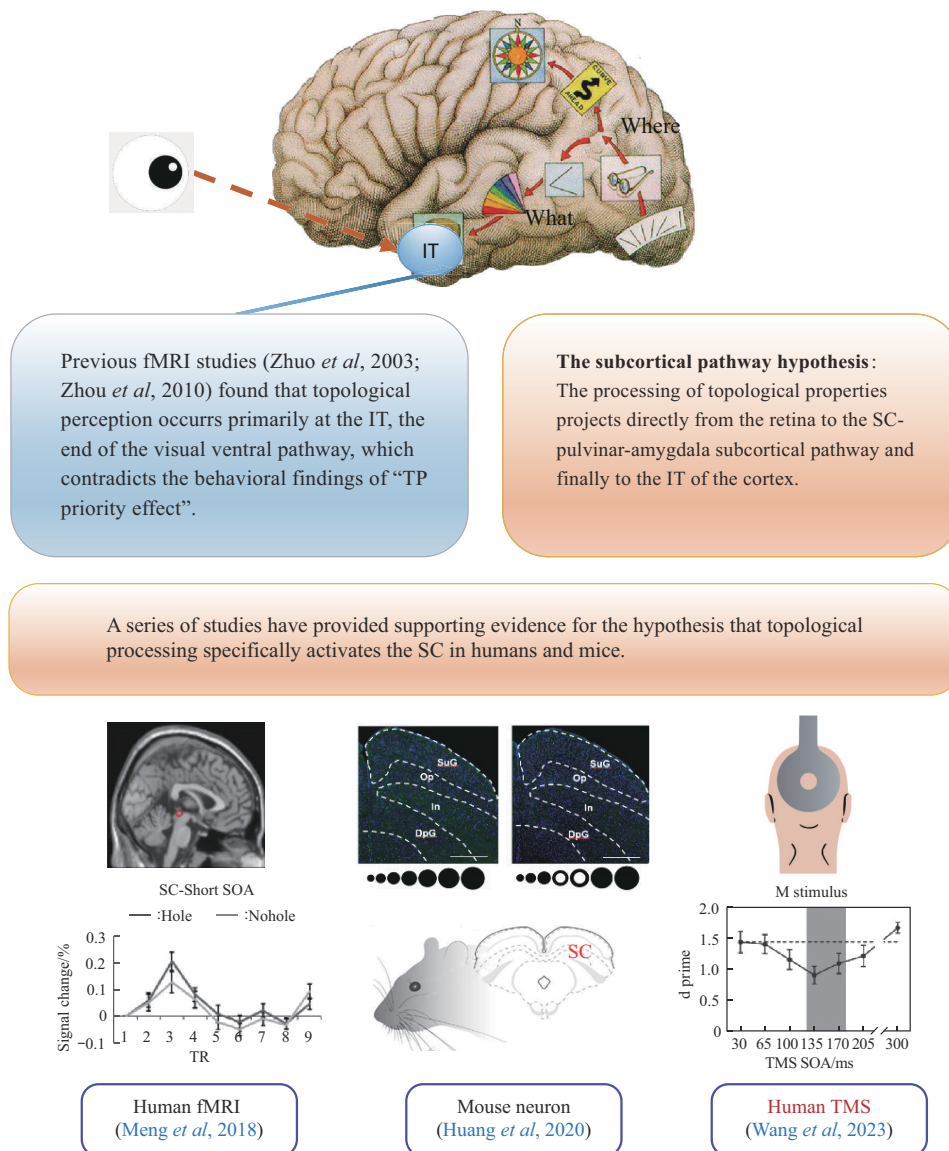 N
CURVE
AHEAD
Where
What
IT
Previous fMRI studies (Zhuo et al, 2003;
Zhou et al, 2010) found that topological
perception occurrs primarily at the IT, the
end of the visual ventral pathway, which
contradicts the behavioral findings of “TP
priority effect”.
The subcortical pathway hypothesis:
The processing of topological properties
projects directly from the retina to the SC-
pulvinar-amygdala subcortical pathway and
finally to the IT of the cortex.
A series of studies have provided supporting evidence for the hypothesis that topological
processing specifically activates the SC in humans and mice.
SuG
Op
In
DpG
SuG
Op
In
DpG
SC-Short SOA
:Hole :Nohole
Signal change/%
0.3
0.2
0.1
0
−0.1
1 2 3 4 5 6 7 8 9
TR
SC
M stimulus
d prime
2.0
1.5
1.0
0.5
0
30 65 100 135 170 205 300
TMS SOA/ms
Human fMRI
(Meng et al, 2018)
Mouse neuron
(Huang et al, 2020)
Human TMS
(Wang et al, 2023)